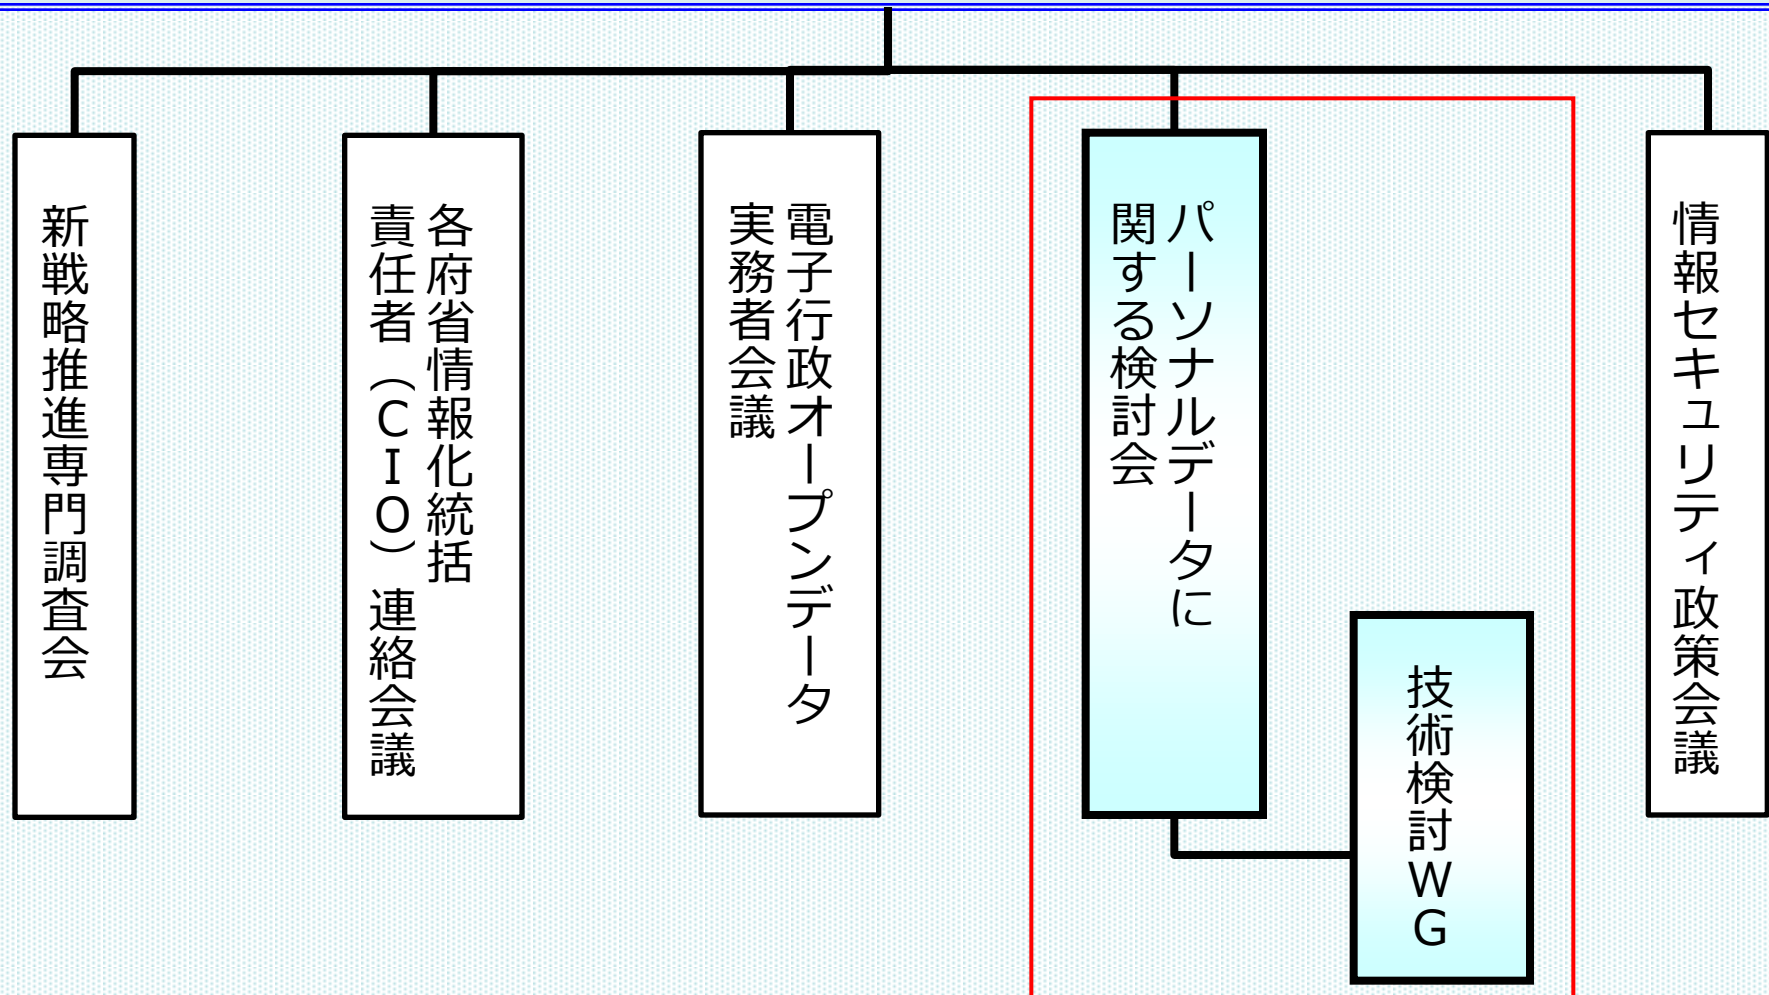 新戦略推進専門調査会
各府省情報化統括
責任者（ＣＩＯ）連絡会議
電子行政オープンデータ
実務者会議
パーソナルデータに
関する検討会
技術検討ＷＧ
情報セキュリティ政策会議